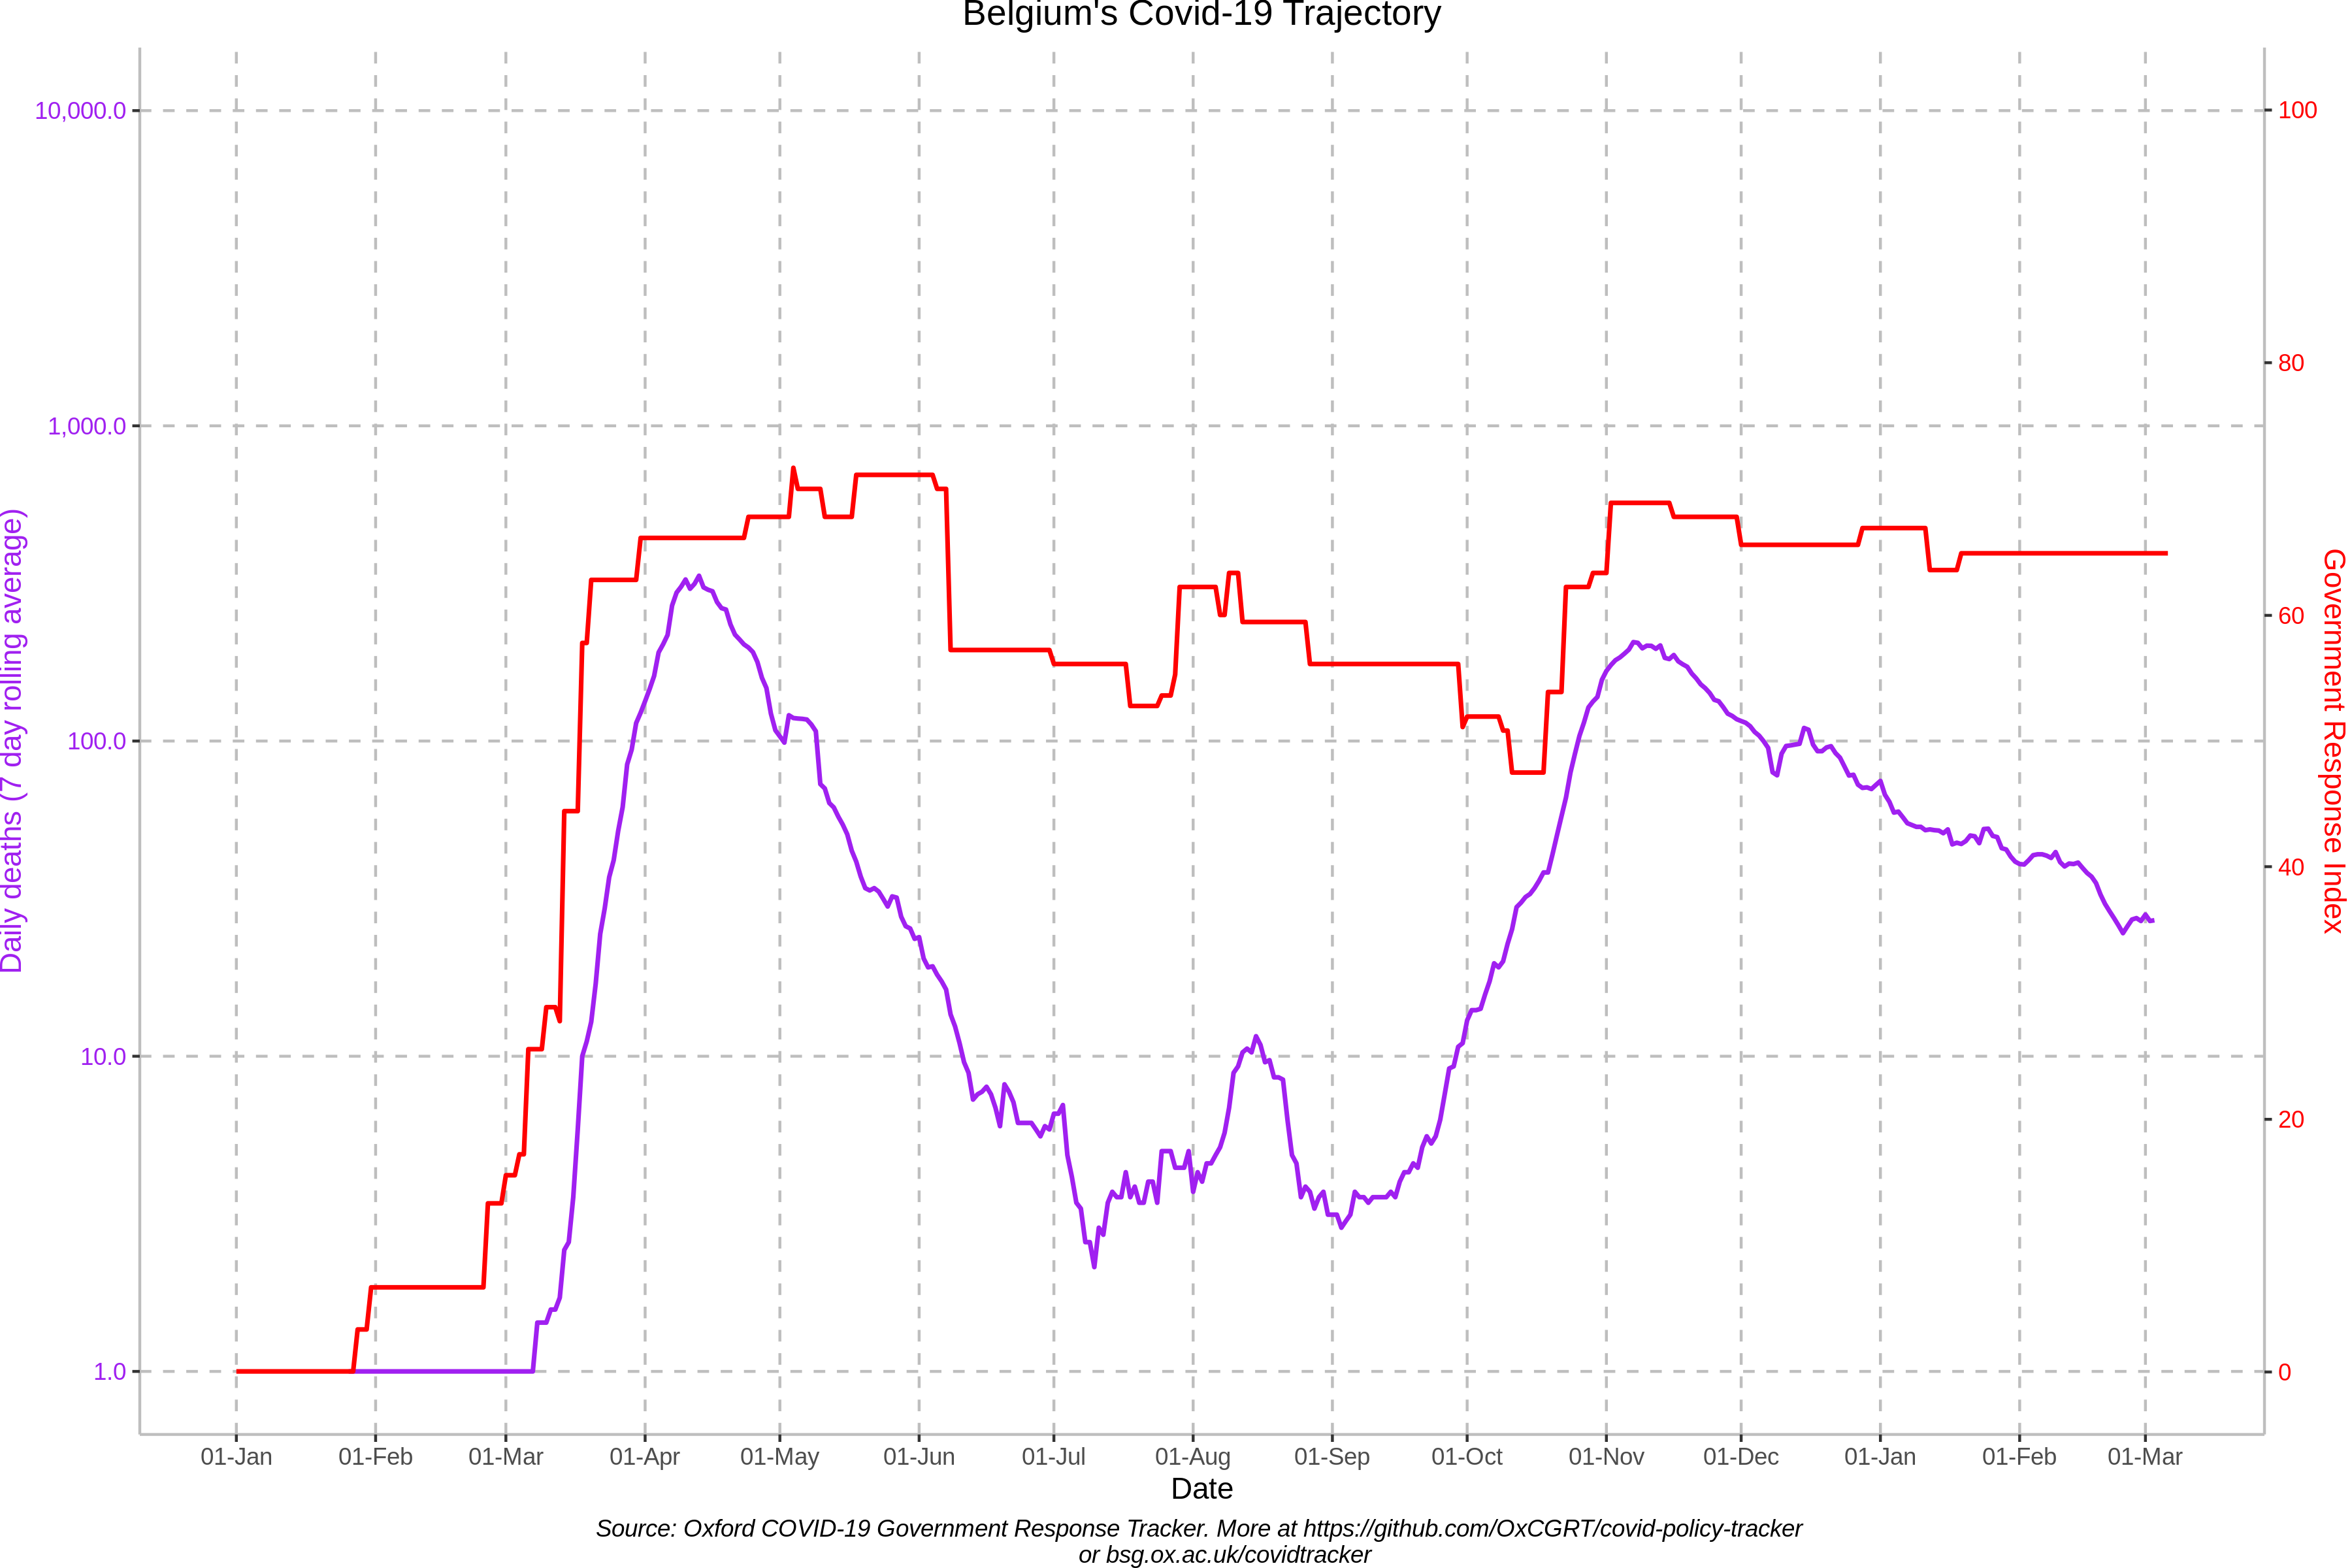 Belgium's Covid-19 Trajectory
10,000.0
1,000.0
100.0
10.0
1.0
Daily deaths (7 day rolling average)
100
80
60
40
20
0
Government Response Index
01-Jan 01-Feb 01-Mar 01-Apr 01-May 01-Jun 01-Jul 01-Aug 01-Sep 01-Oct 01-Nov 01-Dec 01-Jan 01-Feb 01-Mar
Date
Source: Oxford COVID-19 Government Response Tracker. More at https://github.com/OxCGRT/covid-policy-tracker
or bsg.ox.ac.uk/covidtracker